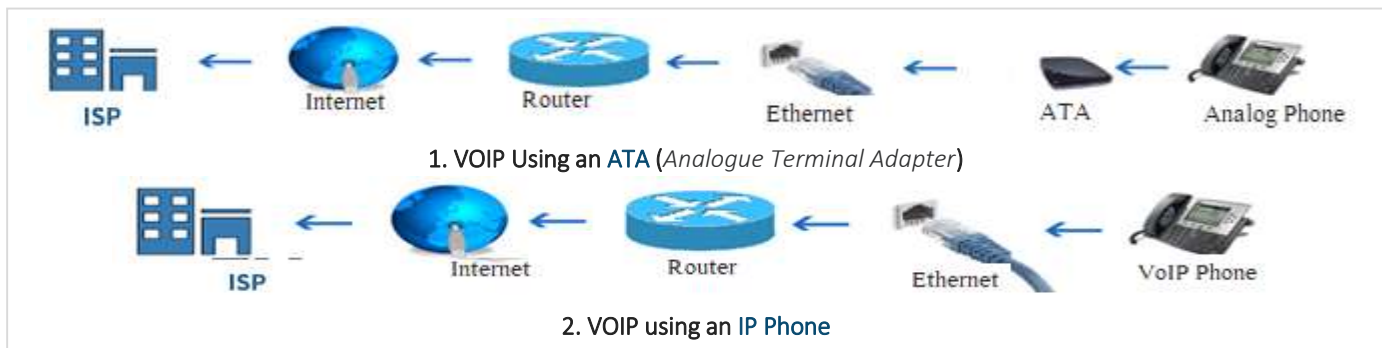 ISP
Internet
Router
Ethernet
ATA
Analog Phone
1. VOIP Using an ATA (Analogue Terminal Adapter)
ISP
Internet
Router
Ethernet
VoIP Phone
2. VOIP using an IP Phone